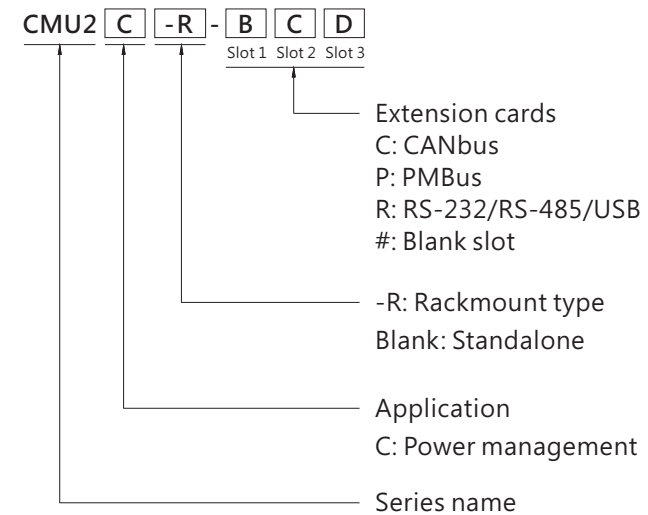 CMU2 C -R - B C D
Slot 1 Slot 2 Slot 3
Extension cards
C: CANbus
P: PMBus
R: RS-232/RS-485/USB
#: Blank slot
-R: Rackmount type
Blank: Standalone
Application
C: Power management
Series name